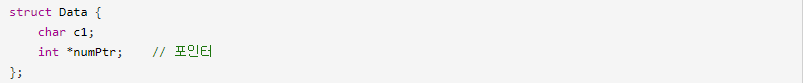 struct Data {
    char c1;
    int *numPtr;    // 포인터
};